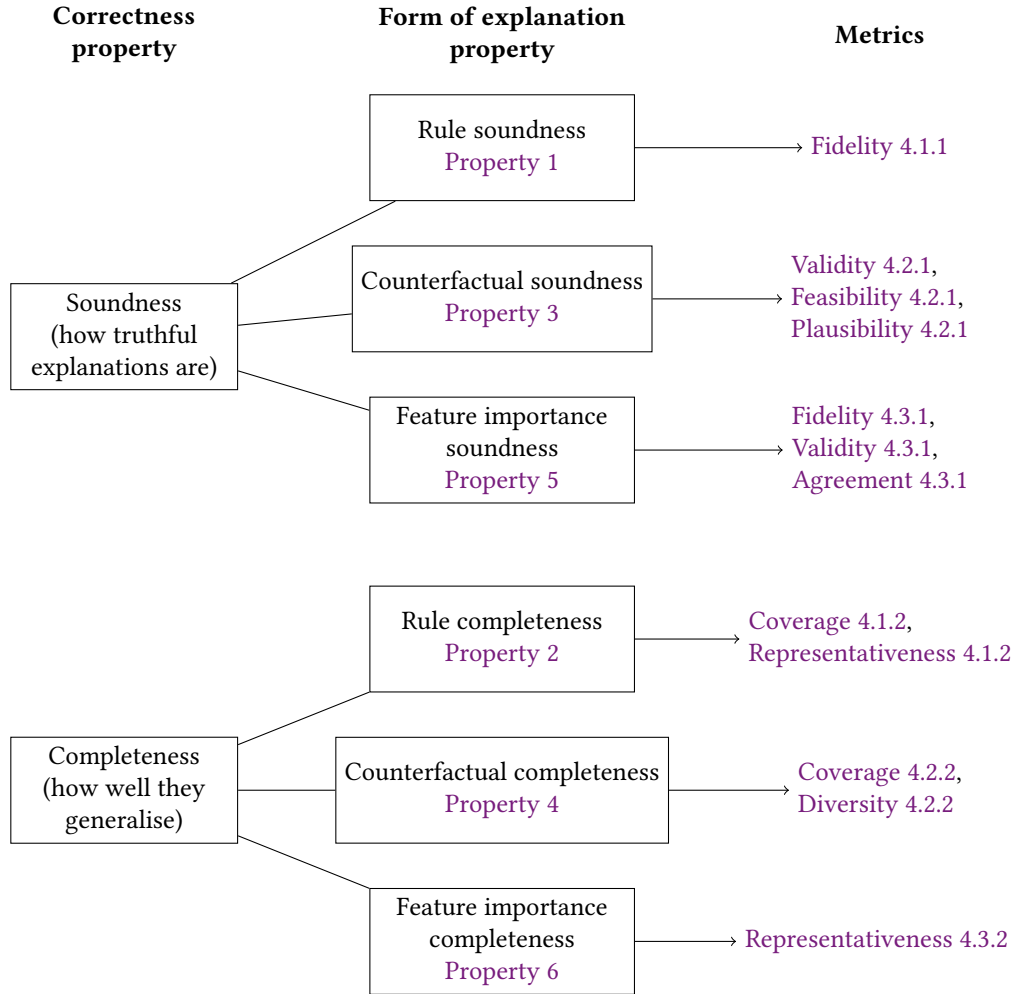 Correctness
property
Form of explanation
property
Metrics
Rule soundness
Property 1
Fidelity 4.1.1
Soundness
(how truthful
explanations are)
Counterfactual soundness
Property 3
Validity 4.2.1,
Feasibility 4.2.1,
Plausibility 4.2.1
Feature importance
soundness
Property 5
Fidelity 4.3.1,
Validity 4.3.1,
Agreement 4.3.1
Rule completeness
Property 2
Coverage 4.1.2,
Representativeness 4.1.2
Completeness
(how well they
generalise)
Counterfactual completeness
Property 4
Coverage 4.2.2,
Diversity 4.2.2
Feature importance
completeness
Property 6
Representativeness 4.3.2